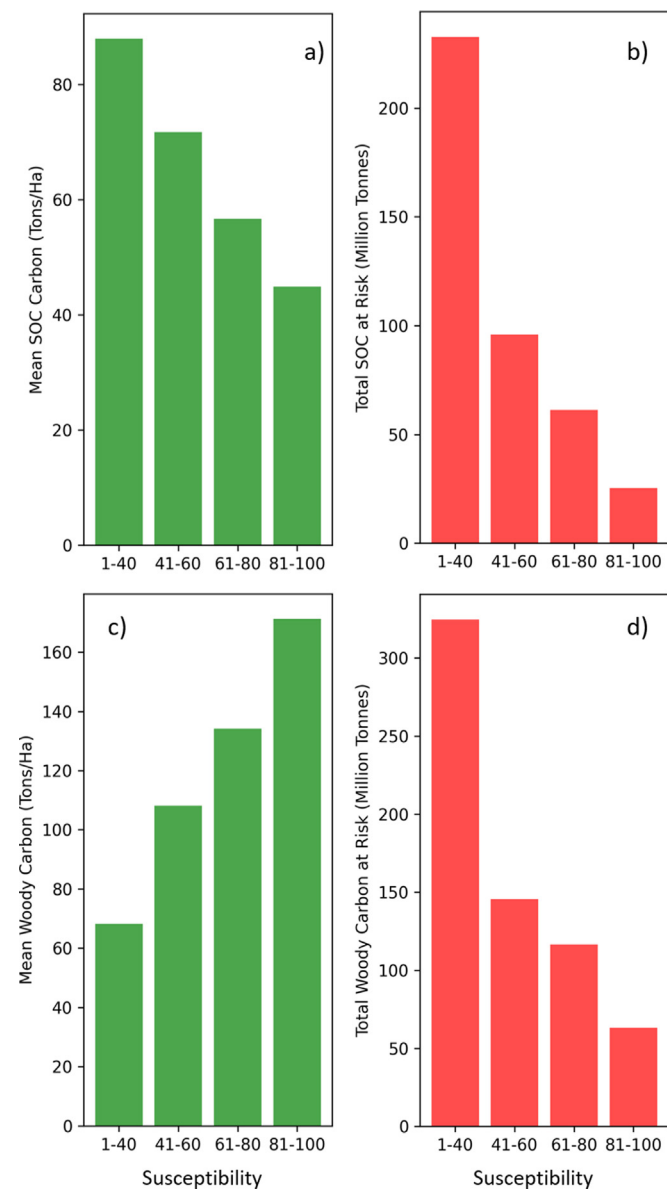 a)
Mean SOC Carbon (Tons/Ha)
80
60
40
20
0
1-40 41-60 61-80 81-100
b)
Total SOC at Risk (Million Tonnes)
200
150
100
50
0
1-40 41-60 61-80 81-100
c)
Mean Woody Carbon (Tons/Ha)
160
140
120
100
80
60
40
20
0
1-40 41-60 61-80 81-100
Susceptibility
d)
Total Woody Carbon at Risk (Million Tonnes)
300
250
200
150
100
50
0
1-40 41-60 61-80 81-100
Susceptibility